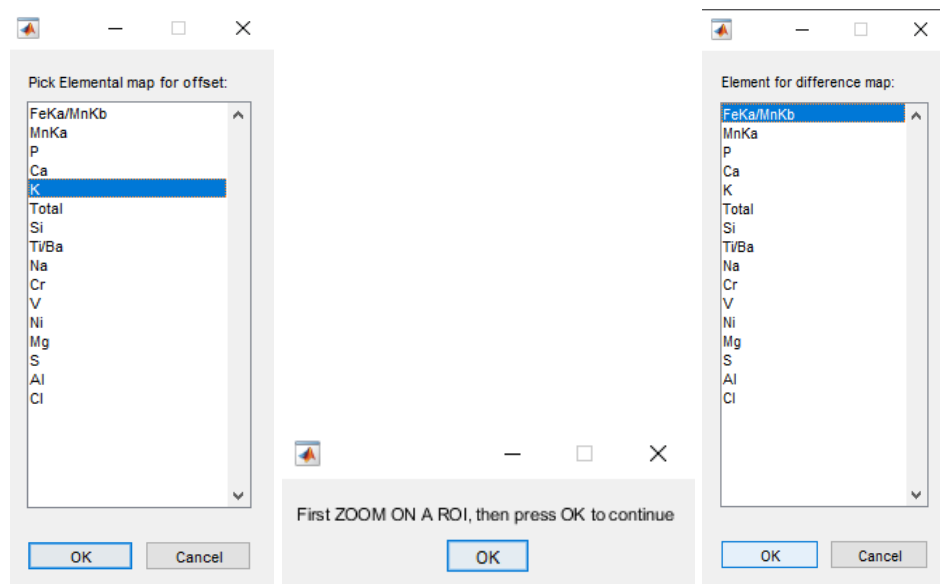 Pick Elemental map for offset:
FeKa/MnKb
MnKa
P
Ca
K
Total
Si
Ti/Ba
Na
Cr
V
Ni
Mg
S
Al
Cl
OK
Cancel
First ZOOM ON A ROI, then press OK to continue
OK
Element for difference map:
FeKa/MnKb
MnKa
P
Ca
K
Total
Si
Ti/Ba
Na
Cr
V
Ni
Mg
S
Al
Cl
OK
Cancel